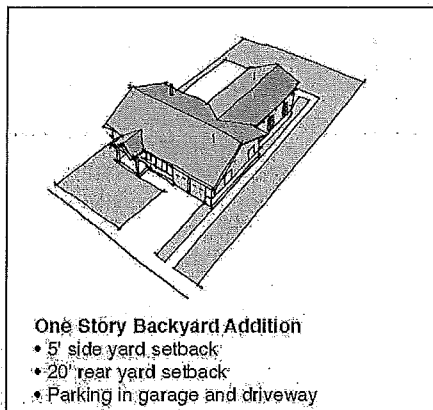 One Story Backyard Addition
• 5' side yard setback
• 20' rear yard setback
• Parking in garage and driveway